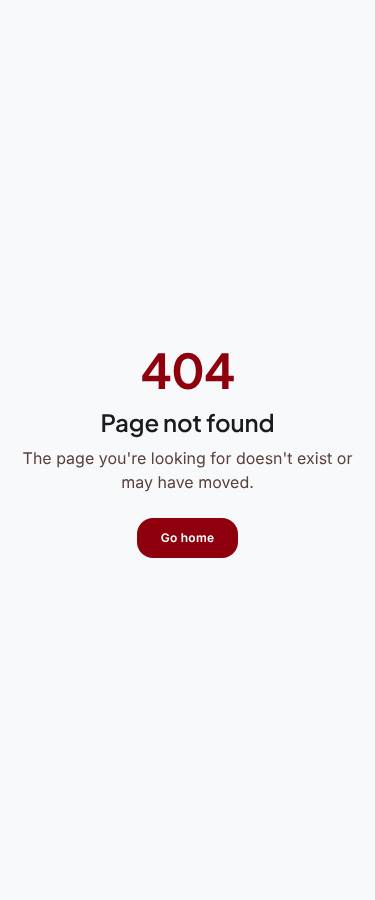 404
Page not found
The page you're looking for doesn't exist or
may have moved.
Go home